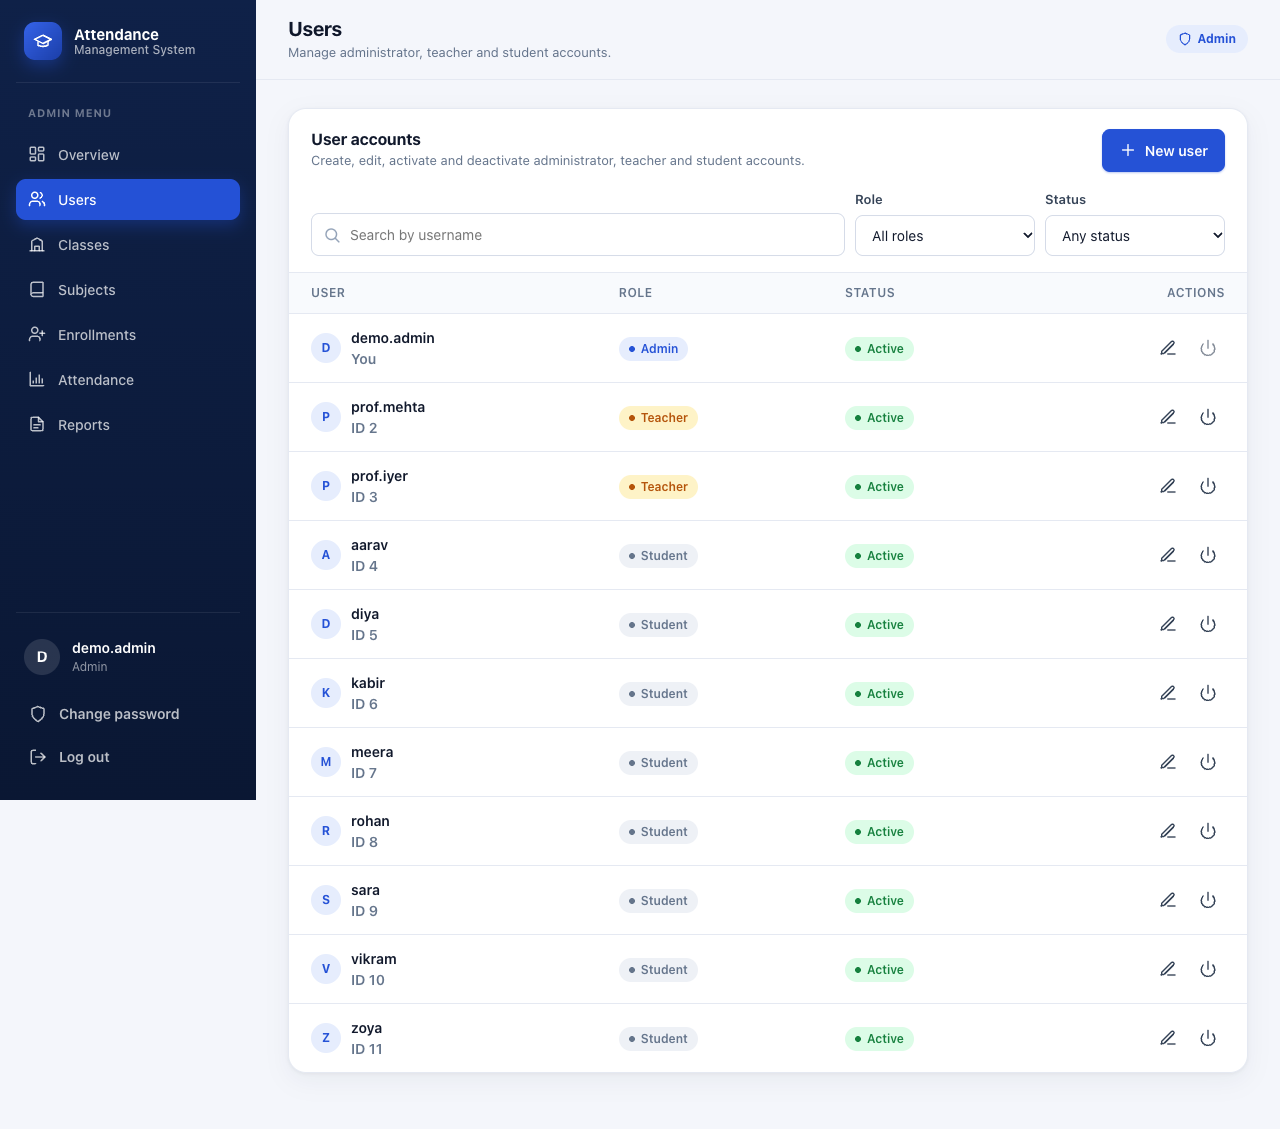 Attendance
Management System
ADMIN MENU
Overview
Users
Classes
Subjects
Enrollments
Attendance
Reports
D
demo.admin
Admin
Change password
Log out
Users
Manage administrator, teacher and student accounts.
Admin
User accounts
Create, edit, activate and deactivate administrator, teacher and student accounts.
New user
Role
Status
Search by username
All roles
Any status
USER ROLE STATUS ACTIONS
D demo.admin Admin Active
You
P prof.mehta Teacher Active
ID 2
P prof.iyer Teacher Active
ID 3
A aarav Student Active
ID 4
D diya Student Active
ID 5
K kabir Student Active
ID 6
M meera Student Active
ID 7
R rohan Student Active
ID 8
S sara Student Active
ID 9
V vikram Student Active
ID 10
Z zoya Student Active
ID 11